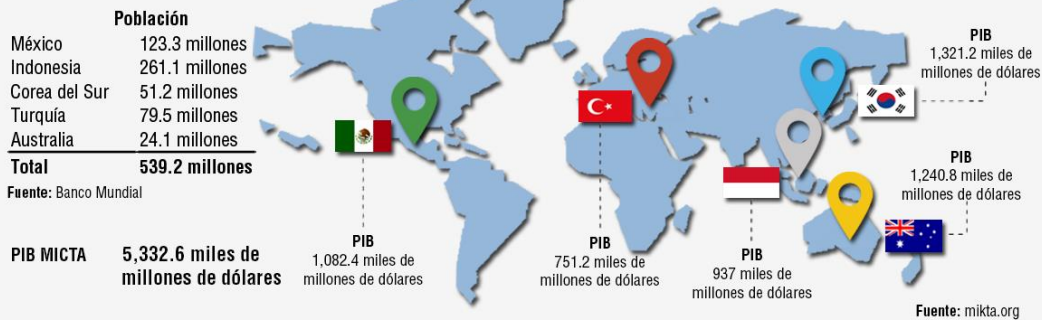 Población
México 123.3 millones
Indonesia 261.1 millones
Corea del Sur 51.2 millones
Turquía 79.5 millones
Australia 24.1 millones
Total 539.2 millones
Fuente: Banco Mundial
PIB MICTA 5,332.6 miles de
millones de dólares
PIB
1,082.4 miles de
millones de dólares
PIB
751.2 miles de
millones de dólares
PIB
937 miles de
millones de dólares
PIB
1,321.2 miles de
millones de dólares
PIB
1,240.8 miles de
millones de dólares
Fuente: mikta.org